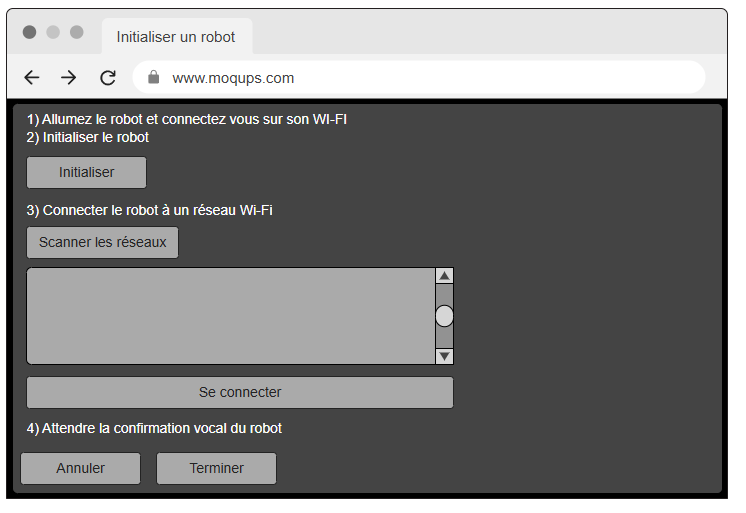 Initialiser un robot
www.moqups.com
1) Allumez le robot et connectez vous sur son WI-FI
2) Initialiser le robot
Initialiser
3) Connecter le robot à un réseau Wi-Fi
Scanner les réseaux
Se connecter
4) Attendre la confirmation vocal du robot
Annuler
Terminer